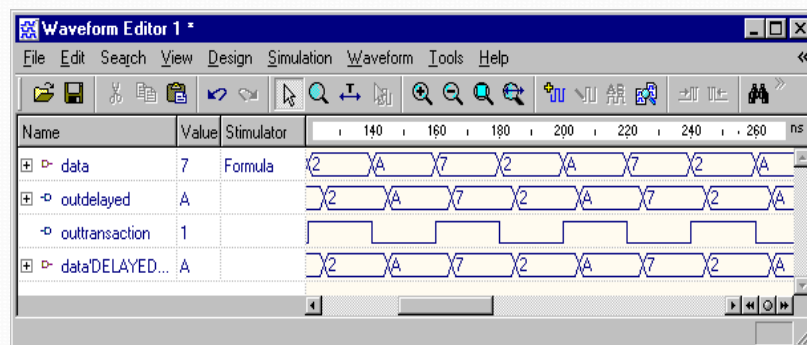 Waveform Editor 1 *
File Edit Search View Design Simulation Waveform Tools Help
Name Value Stimulator 140 160 180 200 220 240 260 ns
data 7 Formula 2 A 7 2 A 7 2 A
outdelayed A 2 A 7 2 A 7 2 A
outtransaction 1
data'DELAYED... A 2 A 7 2 A 7 2 A